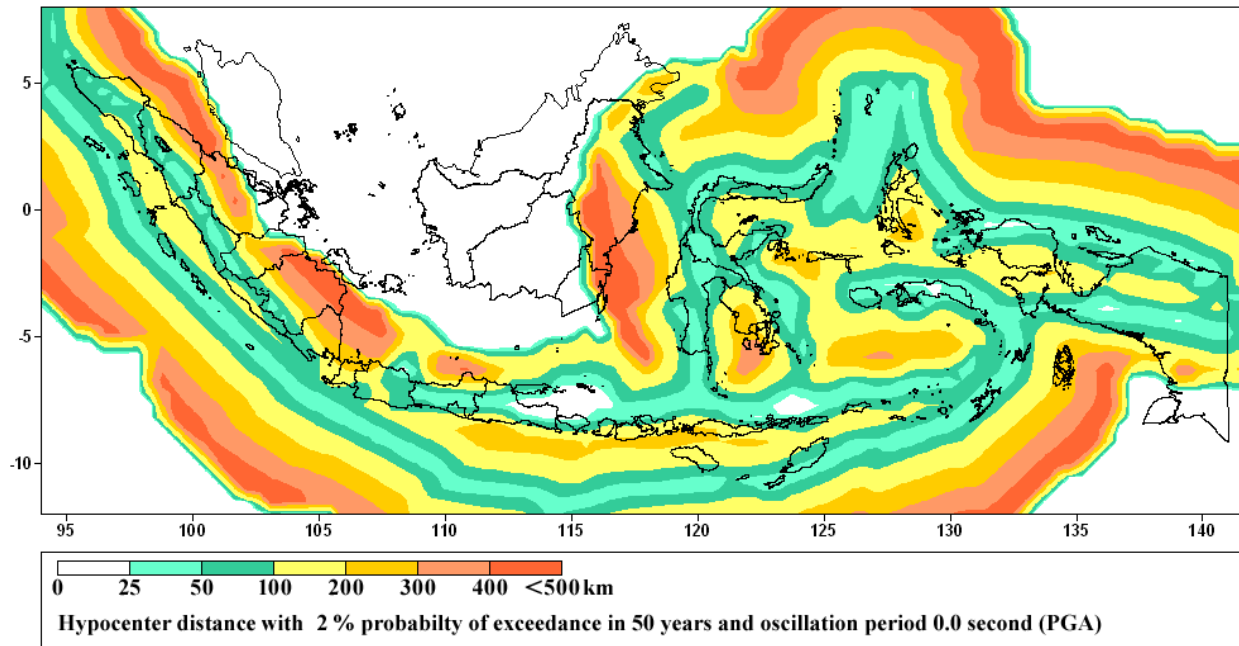 5
0
-5
-10
95 100 105 110 115 120 125 130 135 140
0 25 50 100 200 300 400 <500 km
Hypocenter distance with 2 % probabilty of exceedance in 50 years and oscillation period 0.0 second (PGA)